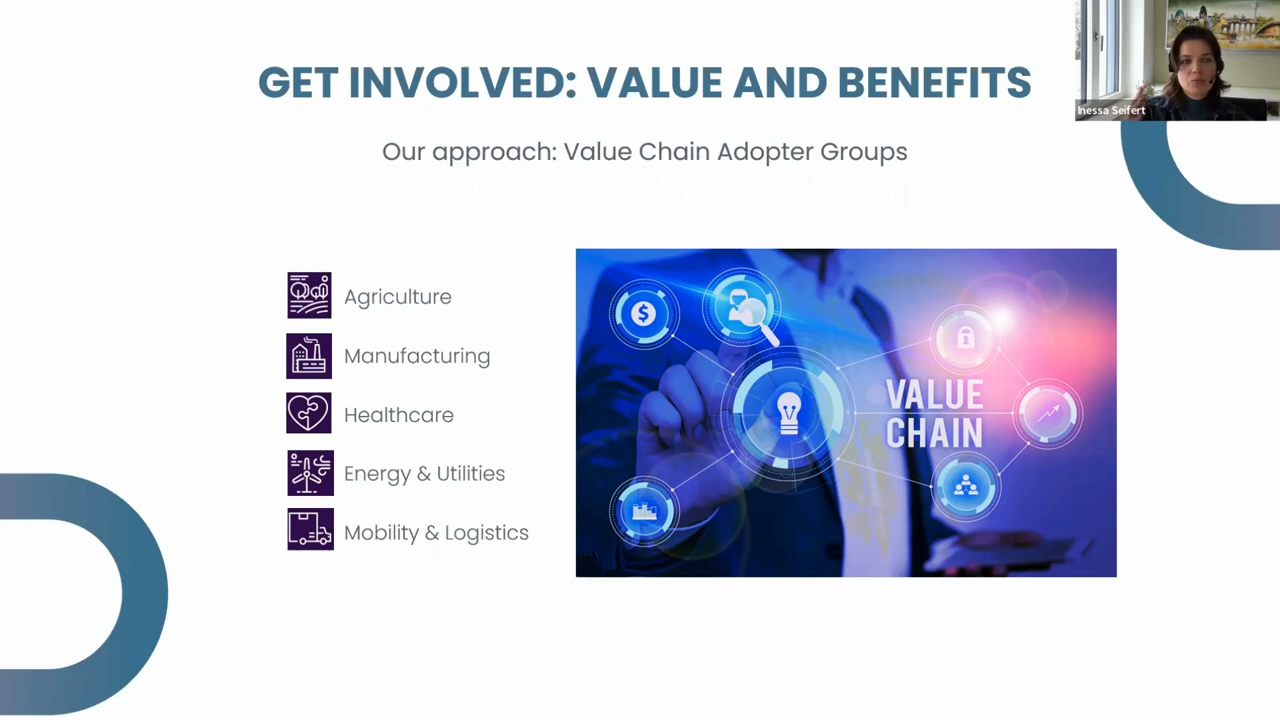 GET INVOLVED: VALUE AND BENEFITS
Inessa Seifert
Our approach: Value Chain Adopter Groups
Agriculture
Manufacturing
Healthcare
Energy & Utilities
Mobility & Logistics
$
VALUE
CHAIN